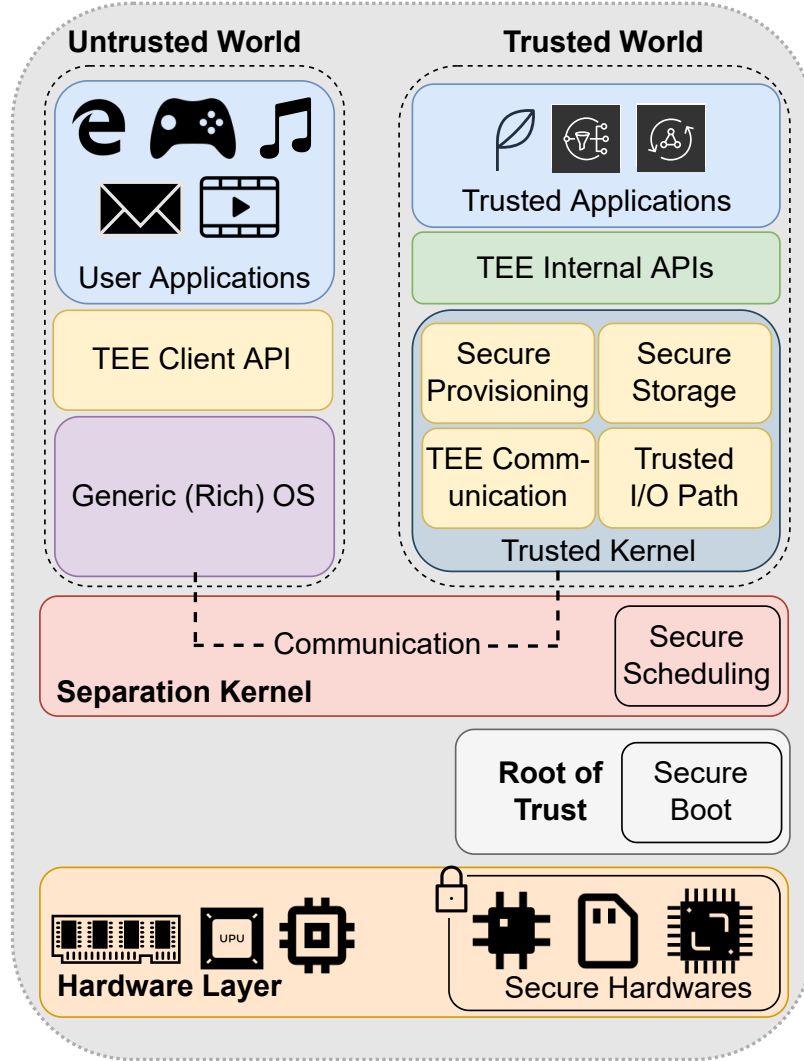 Untrusted World
User Applications
TEE Client API
Generic (Rich) OS
Trusted World
Trusted Applications
TEE Internal APIs
Secure
Provisioning
Secure
Storage
TEE Comm-
unication
Trusted
I/O Path
Trusted Kernel
Communication
Separation Kernel
Secure
Scheduling
Root of
Trust
Secure
Boot
UPU
Hardware Layer
Secure Hardwares